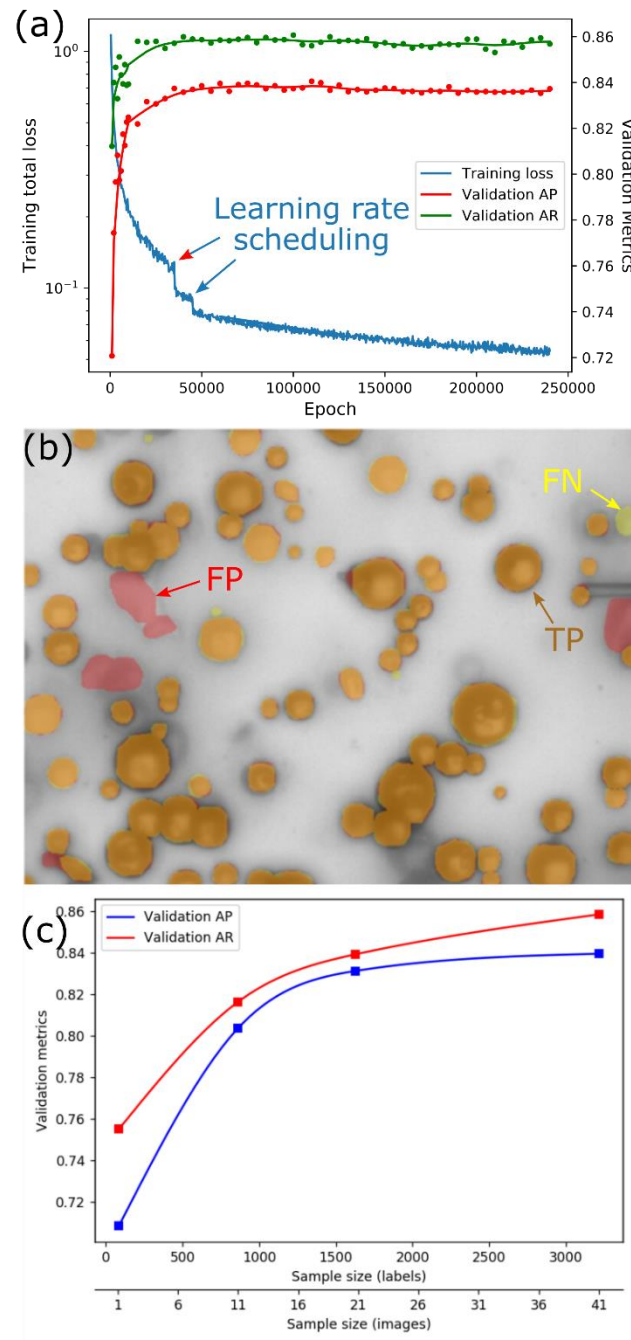 (a)
10⁰
10⁻¹
Training total loss
0.86
0.84
0.82
0.80
0.78
0.76
0.74
0.72
Validation Metrics
Training loss
Validation AP
Validation AR
Learning rate
scheduling
0 50000 100000 150000 200000 250000
Epoch
(b)
FN
FP
TP
(c)
Validation AP
Validation AR
0.86
0.84
0.82
0.80
0.78
0.76
0.74
0.72
Validation metrics
0 500 1000 1500 2000 2500 3000
Sample size (labels)
1 6 11 16 21 26 31 36 41
Sample size (images)